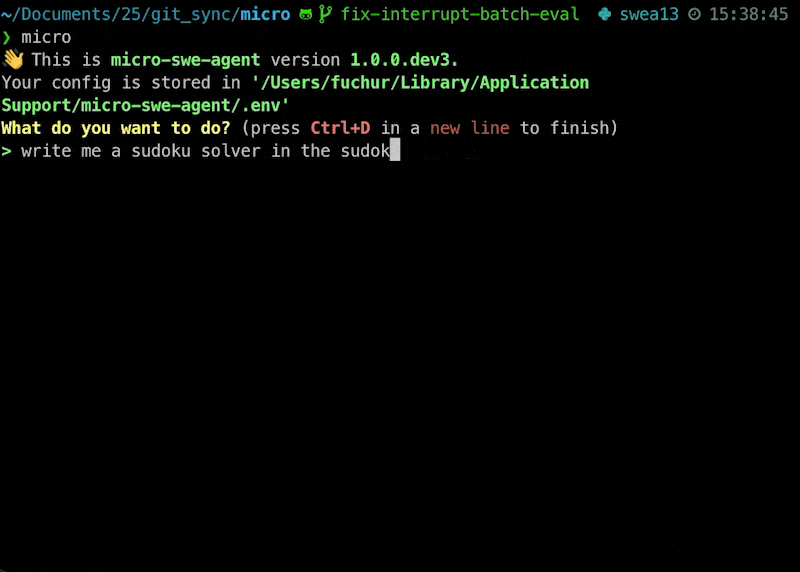 ~/Documents/25/git_sync/micro fix-interrupt-batch-eval swea13 15:38:45
❯ micro
👋 This is micro-swe-agent version 1.0.0.dev3.
Your config is stored in '/Users/fuchur/Library/Application
Support/micro-swe-agent/.env'
What do you want to do? (press Ctrl+D in a new line to finish)
> write me a sudoku solver in the sudok